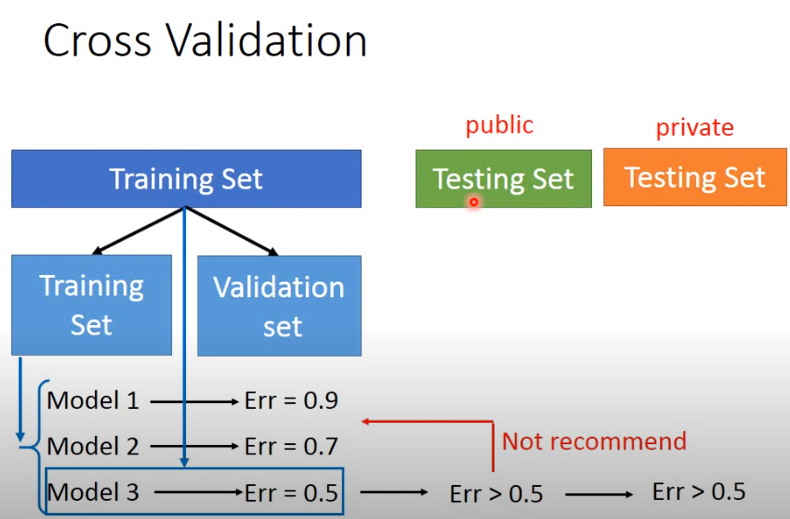 Cross Validation
public
private
Training Set
Testing Set
Testing Set
Training
Set
Validation
set
Model 1
Err = 0.9
Model 2
Err = 0.7
Not recommend
Model 3
Err = 0.5
Err > 0.5
Err > 0.5